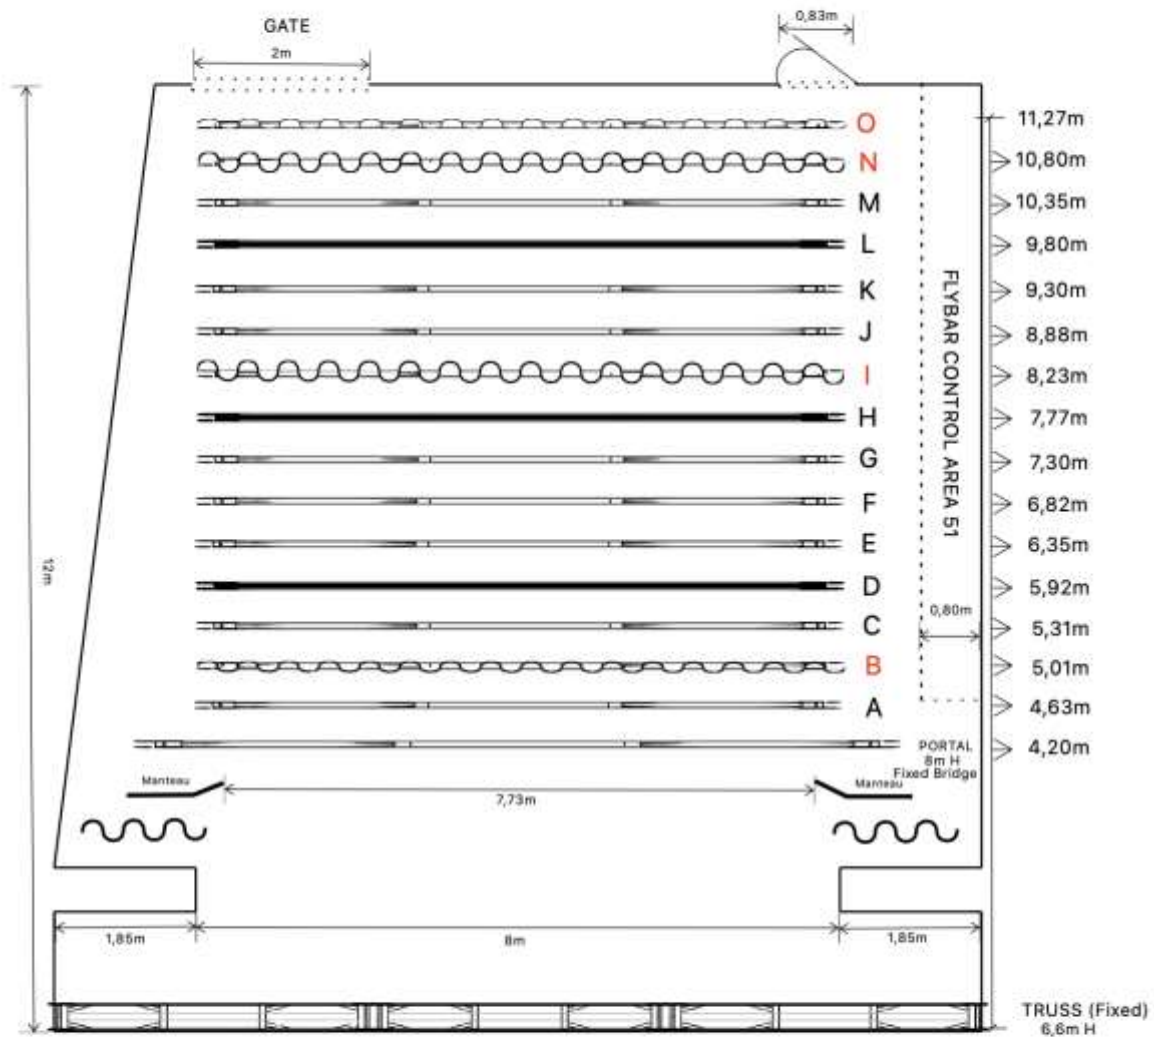 GATE
2m
0,83m
O 11,27m
N 10,80m
M 10,35m
L 9,80m
K 9,30m
J 8,88m
I 8,23m
H 7,77m
G 7,30m
F 6,82m
E 6,35m
D 5,92m
C 5,31m
B 5,01m
A 4,63m
FLYBAR CONTROL AREA 51
0,80m
12m
PORTAL 4,20m
8m H
Fixed Bridge
Manteau
Manteau
7,73m
1,85m
8m
1,85m
TRUSS (Fixed)
6,6m H